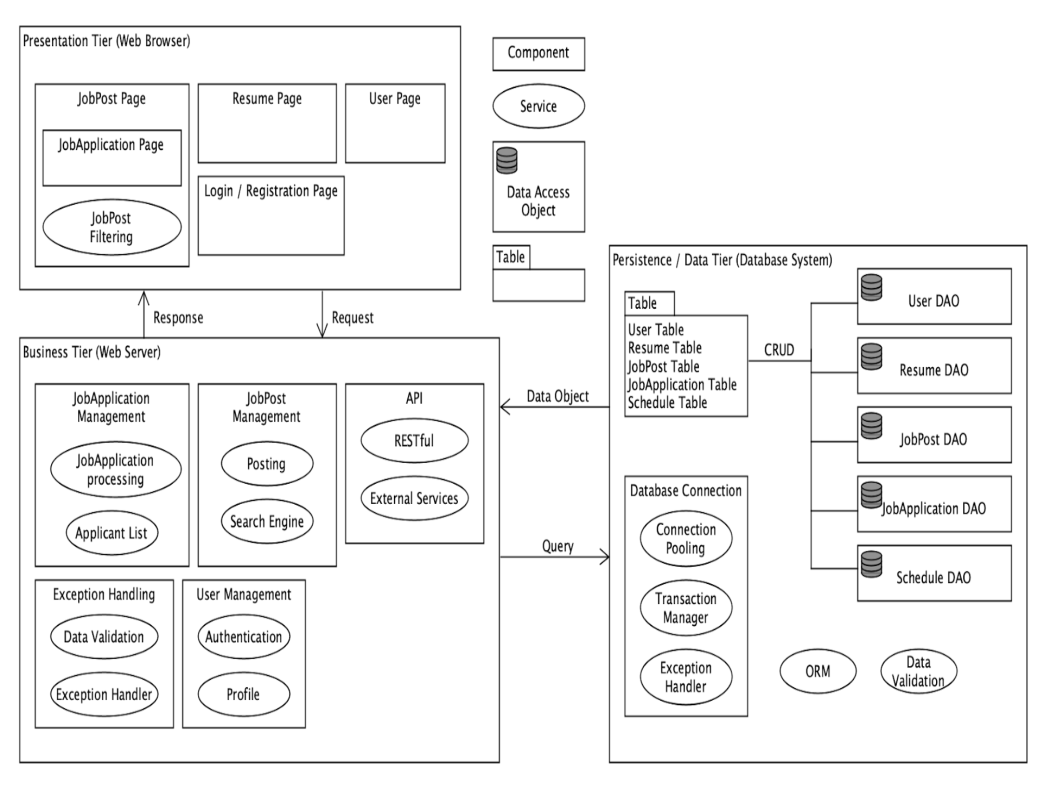 Presentation Tier (Web Browser)
JobPost Page
JobApplication Page
JobPost
Filtering
Resume Page
User Page
Login / Registration Page
Component
Service
Data Access
Object
Table
Response
Request
Business Tier (Web Server)
JobApplication
Management
JobApplication
processing
Applicant List
JobPost
Management
Posting
Search Engine
API
RESTful
External Services
Exception Handling
Data Validation
Exception Handler
User Management
Authentication
Profile
Data Object
Query
Persistence / Data Tier (Database System)
Table
User Table
Resume Table
JobPost Table
JobApplication Table
Schedule Table
CRUD
User DAO
Resume DAO
JobPost DAO
JobApplication DAO
Schedule DAO
Database Connection
Connection
Pooling
Transaction
Manager
Exception
Handler
ORM
Data
Validation